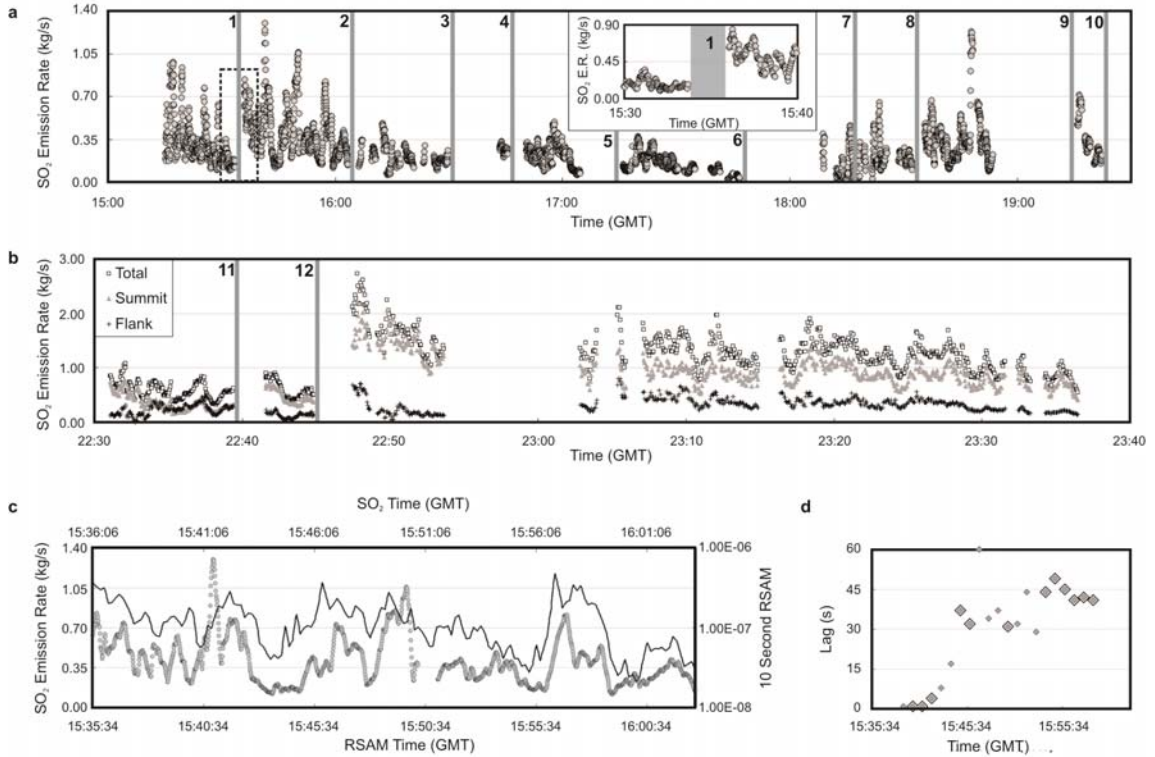 a
SO2 Emission Rate (kg/s)
1.40
1.05
0.70
0.35
0.00
1 2 3 4 5 6 7 8 9 10
15:00 16:00 17:00 18:00 19:00
Time (GMT)
SO2 E.R. (kg/s)
0.90
0.45
0.00
1
15:30 15:40
Time (GMT)
b
SO2 Emission Rate (kg/s)
3.00
2.00
1.00
0.00
Total
Summit
Flank
11 12
22:30 22:40 22:50 23:00 23:10 23:20 23:30 23:40
Time (GMT)
c
SO2 Time (GMT)
15:36:06 15:41:06 15:46:06 15:51:06 15:56:06 16:01:06
SO2 Emission Rate (kg/s)
1.40
1.05
0.70
0.35
0.00
1.00E-06
1.00E-07
1.00E-08
10 Second RSAM
15:35:34 15:40:34 15:45:34 15:50:34 15:55:34 16:00:34
RSAM Time (GMT)
d
Lag (s)
60
45
30
15
0
15:35:34 15:45:34 15:55:34
Time (GMT)